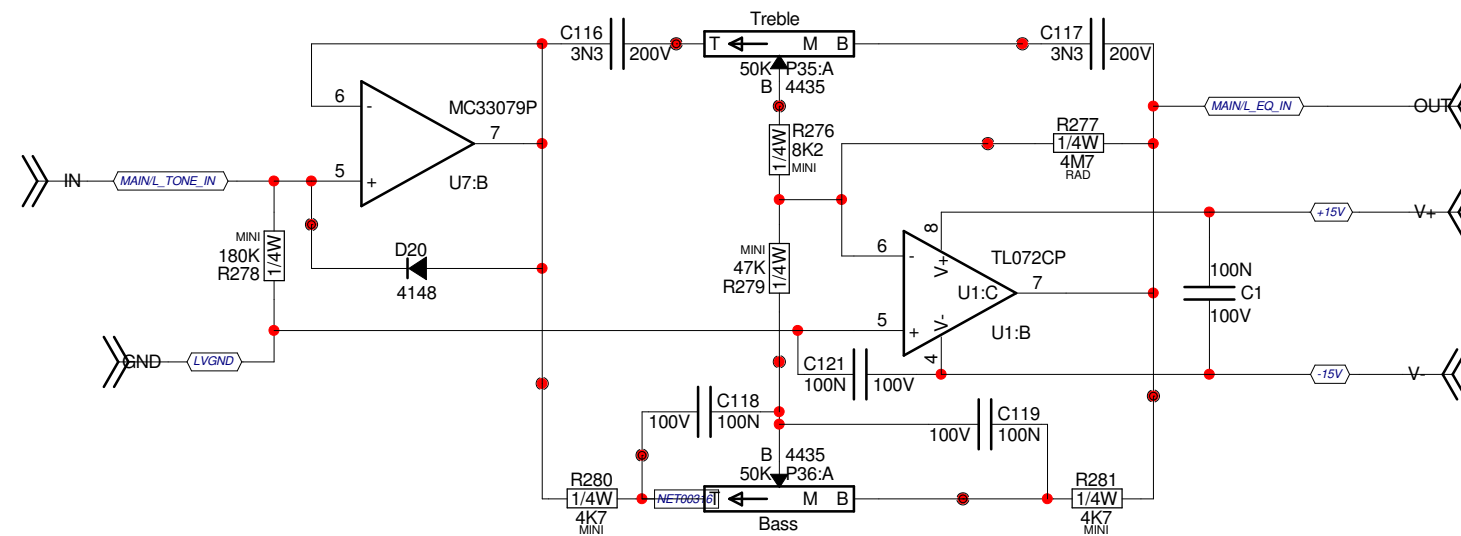 Treble
C116
3N3
200V
T
M
B
C117
3N3
200V
50K
P35:A
B
4435
6
-
MC33079P
7
MAIN/L_EQ_IN
OUT
R276
8K2
MINI
1/4W
R277
1/4W
4M7
RAD
IN
MAIN/L_TONE_IN
5
+
U7:B
+15V
V+
MINI
180K
R278
1/4W
D20
4148
MINI
47K
R279
1/4W
6
-
8
V+
TL072CP
U1:C
7
100N
C1
100V
5
+
V-
4
U1:B
GND
LVGND
C121
100N
100V
-15V
V-
C118
100V
100N
C119
100V
100N
B
4435
50K
P36:A
R280
1/4W
4K7
MINI
NET00316
T
M
B
R281
1/4W
4K7
MINI
Bass